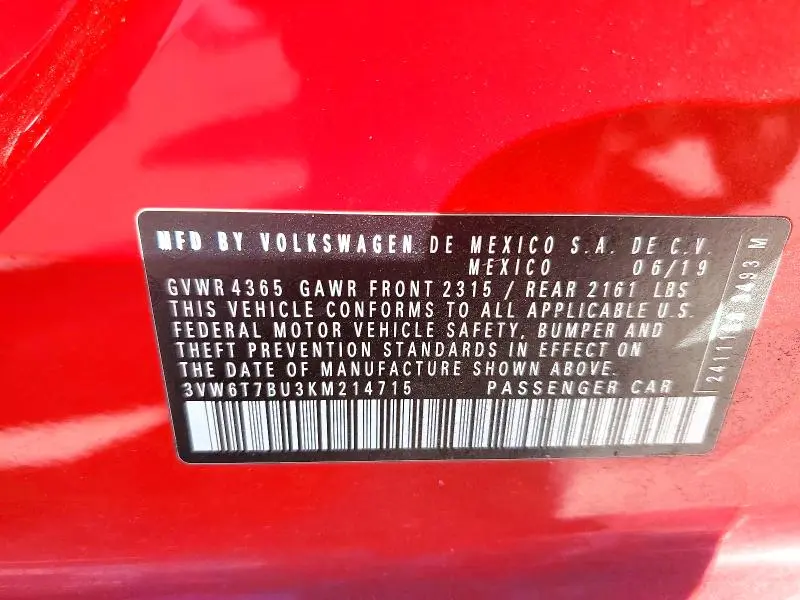 MFD BY VOLKSWAGEN DE MEXICO S.A. DE C.V.
MEXICO 06/19
GVWR 4365 GAWR FRONT 2315 / REAR 2161 LBS
THIS VEHICLE CONFORMS TO ALL APPLICABLE U.S.
FEDERAL MOTOR VEHICLE SAFETY, BUMPER AND
THEFT PREVENTION STANDARDS IN EFFECT ON
THE DATE OF MANUFACTURE SHOWN ABOVE.
3VW6T7BU3KM214715 PASSENGER CAR
M